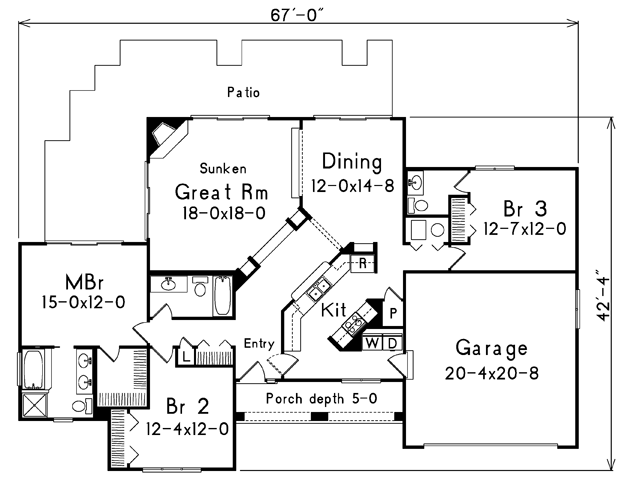 67'-0"
Patio
Sunken
Great Rm
18-0x18-0
Dining
12-0x14-8
Br 3
12-7x12-0
MBr
15-0x12-0
R
Kit
P
42'-4"
Entry
W D
L
Garage
20-4x20-8
Br 2
12-4x12-0
Porch depth 5-0